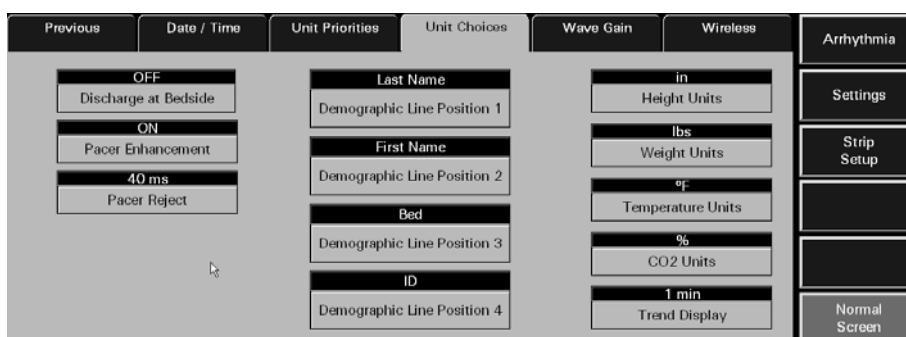 Previous
Date / Time
Unit Priorities
Unit Choices
Wave Gain
Wireless
OFF
Discharge at Bedside
ON
Pacer Enhancement
40 ms
Pacer Reject
Last Name
Demographic Line Position 1
First Name
Demographic Line Position 2
Bed
Demographic Line Position 3
ID
Demographic Line Position 4
in
Height Units
lbs
Weight Units
ºF
Temperature Units
%
CO2 Units
1 min
Trend Display
Arrhythmia
Settings
Strip
Setup
Normal
Screen